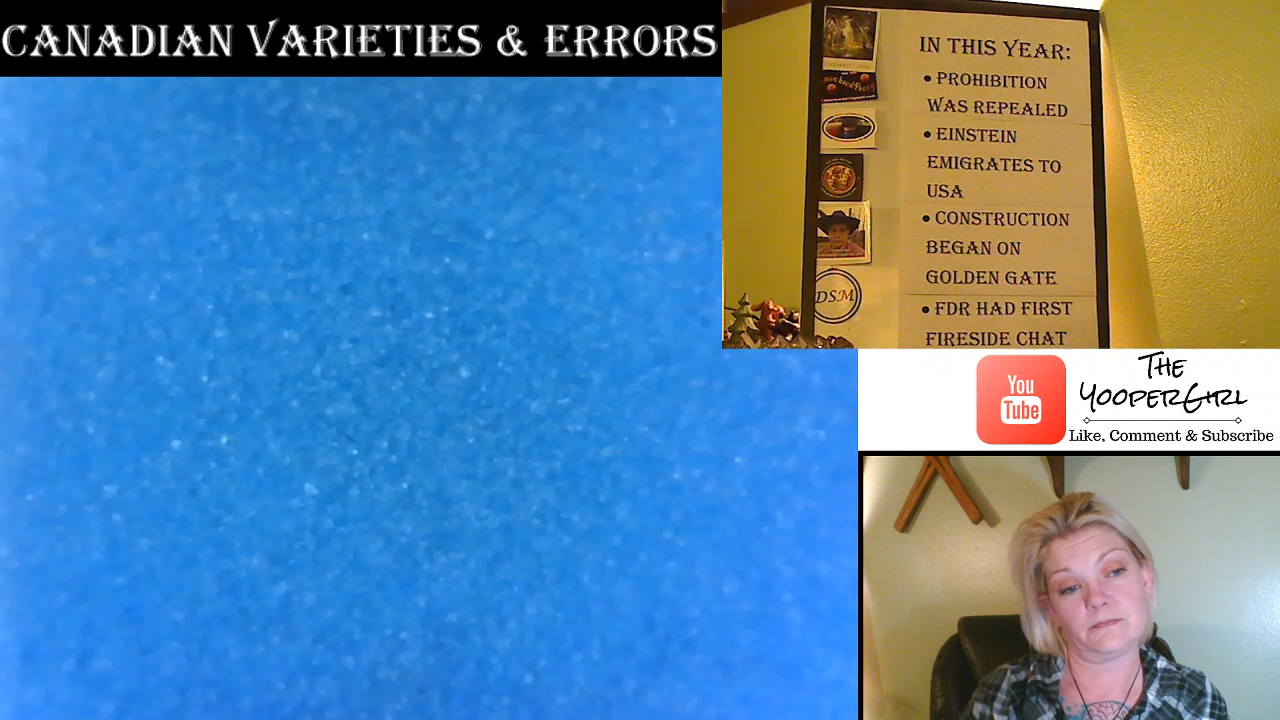 CANADIAN VARIETIES & ERRORS
IN THIS YEAR:
• PROHIBITION
WAS REPEALED
• EINSTEIN
EMIGRATES TO
USA
• CONSTRUCTION
BEGAN ON
GOLDEN GATE
• FDR HAD FIRST
FIRESIDE CHAT
DSM
You
Tube
THE
YOOPERGIRL
Like, Comment & Subscribe